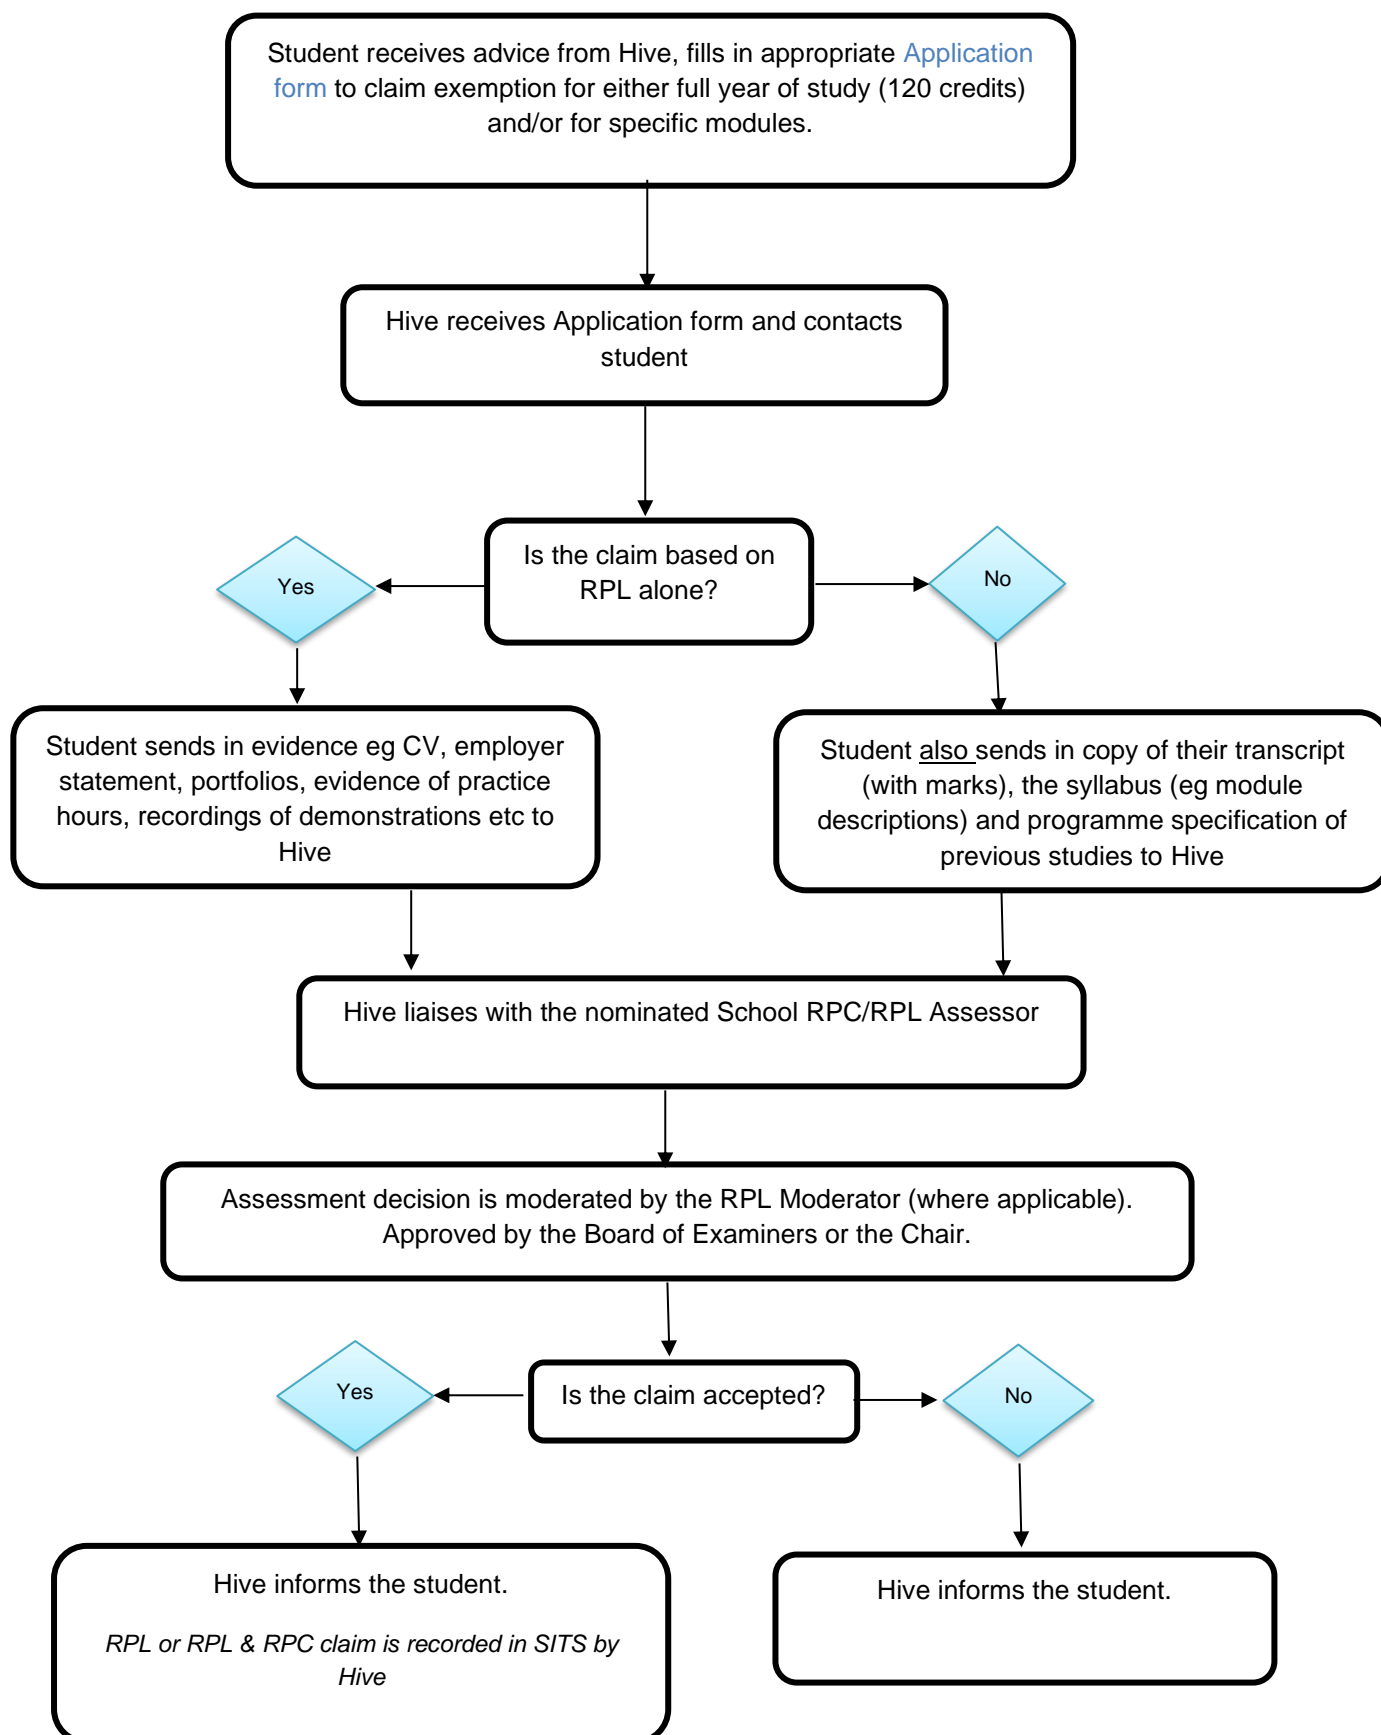 Student receives advice from Hive, fills in appropriate Application
form to claim exemption for either full year of study (120 credits)
and/or for specific modules.
Hive receives Application form and contacts
student
Is the claim based on
RPL alone?
Yes
No
Student sends in evidence eg CV, employer
statement, portfolios, evidence of practice
hours, recordings of demonstrations etc to
Hive
Student also sends in copy of their transcript
(with marks), the syllabus (eg module
descriptions) and programme specification of
previous studies to Hive
Hive liaises with the nominated School RPC/RPL Assessor
Assessment decision is moderated by the RPL Moderator (where applicable).
Approved by the Board of Examiners or the Chair.
Is the claim accepted?
Yes
No
Hive informs the student.
RPL or RPL & RPC claim is recorded in SITS by
Hive
Hive informs the student.